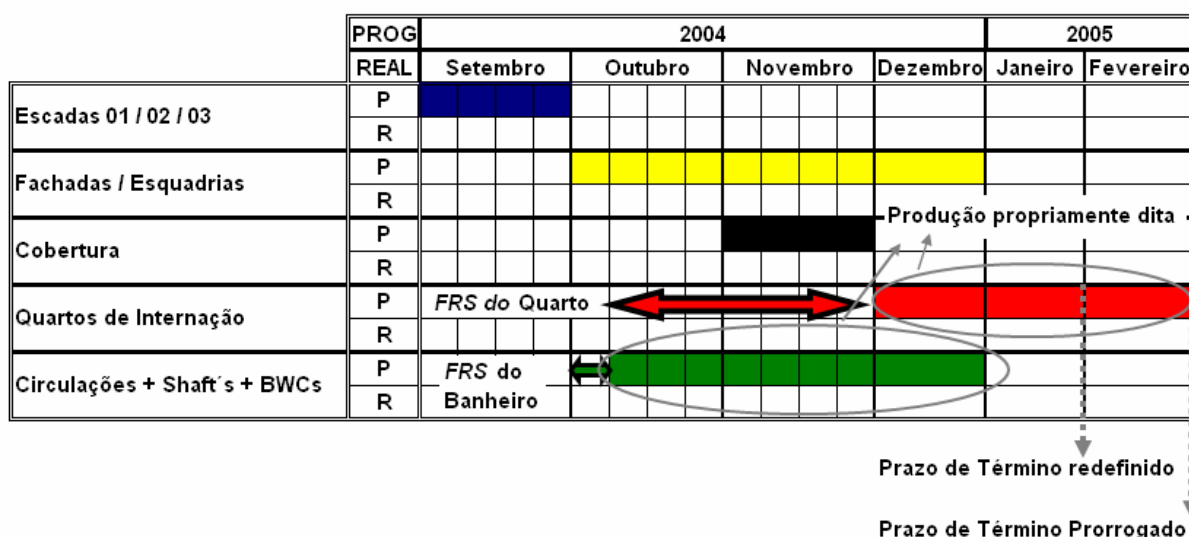 PROG 2004 2005
REAL Setembro Outubro Novembro Dezembro Janeiro Fevereiro
Escadas 01 / 02 / 03
P
R
Fachadas / Esquadrias
P
R
Produção propriamente dita
Cobertura
P
R
Quartos de Internação
P
FRS do Quarto
R
Circulações + Shaft´s + BWCs
P
FRS do
Banheiro
R
Prazo de Término redefinido
Prazo de Término Prorrogado